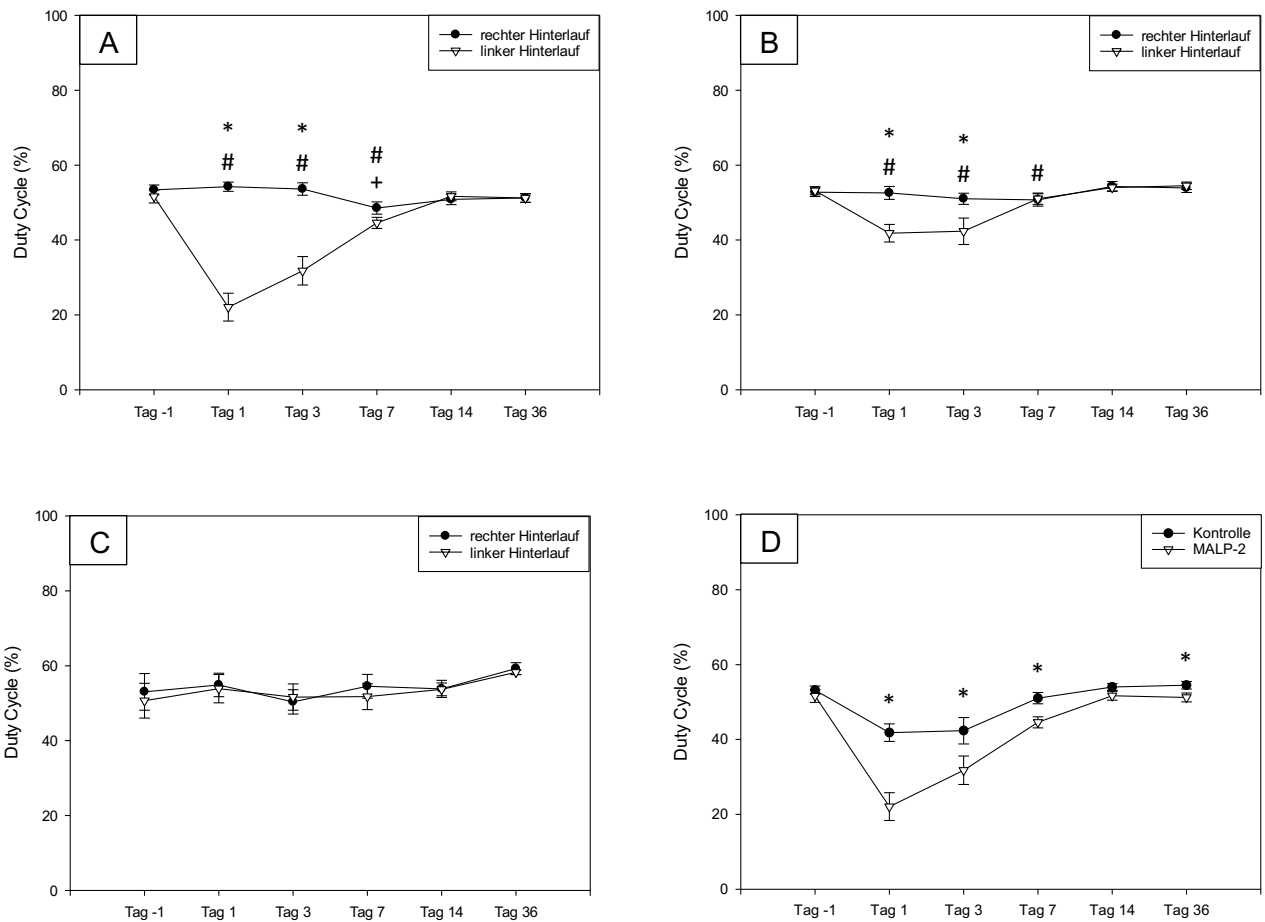 A
rechter Hinterlauf
linker Hinterlauf
Duty Cycle (%)
100
80
60
40
20
0
* *
# # #
+
Tag -1 Tag 1 Tag 3 Tag 7 Tag 14 Tag 36
B
rechter Hinterlauf
linker Hinterlauf
Duty Cycle (%)
100
80
60
40
20
0
* *
# # #
Tag -1 Tag 1 Tag 3 Tag 7 Tag 14 Tag 36
C
rechter Hinterlauf
linker Hinterlauf
Duty Cycle (%)
100
80
60
40
20
0
Tag -1 Tag 1 Tag 3 Tag 7 Tag 14 Tag 36
D
Kontrolle
MALP-2
Duty Cycle (%)
100
80
60
40
20
0
* * * *
Tag -1 Tag 1 Tag 3 Tag 7 Tag 14 Tag 36